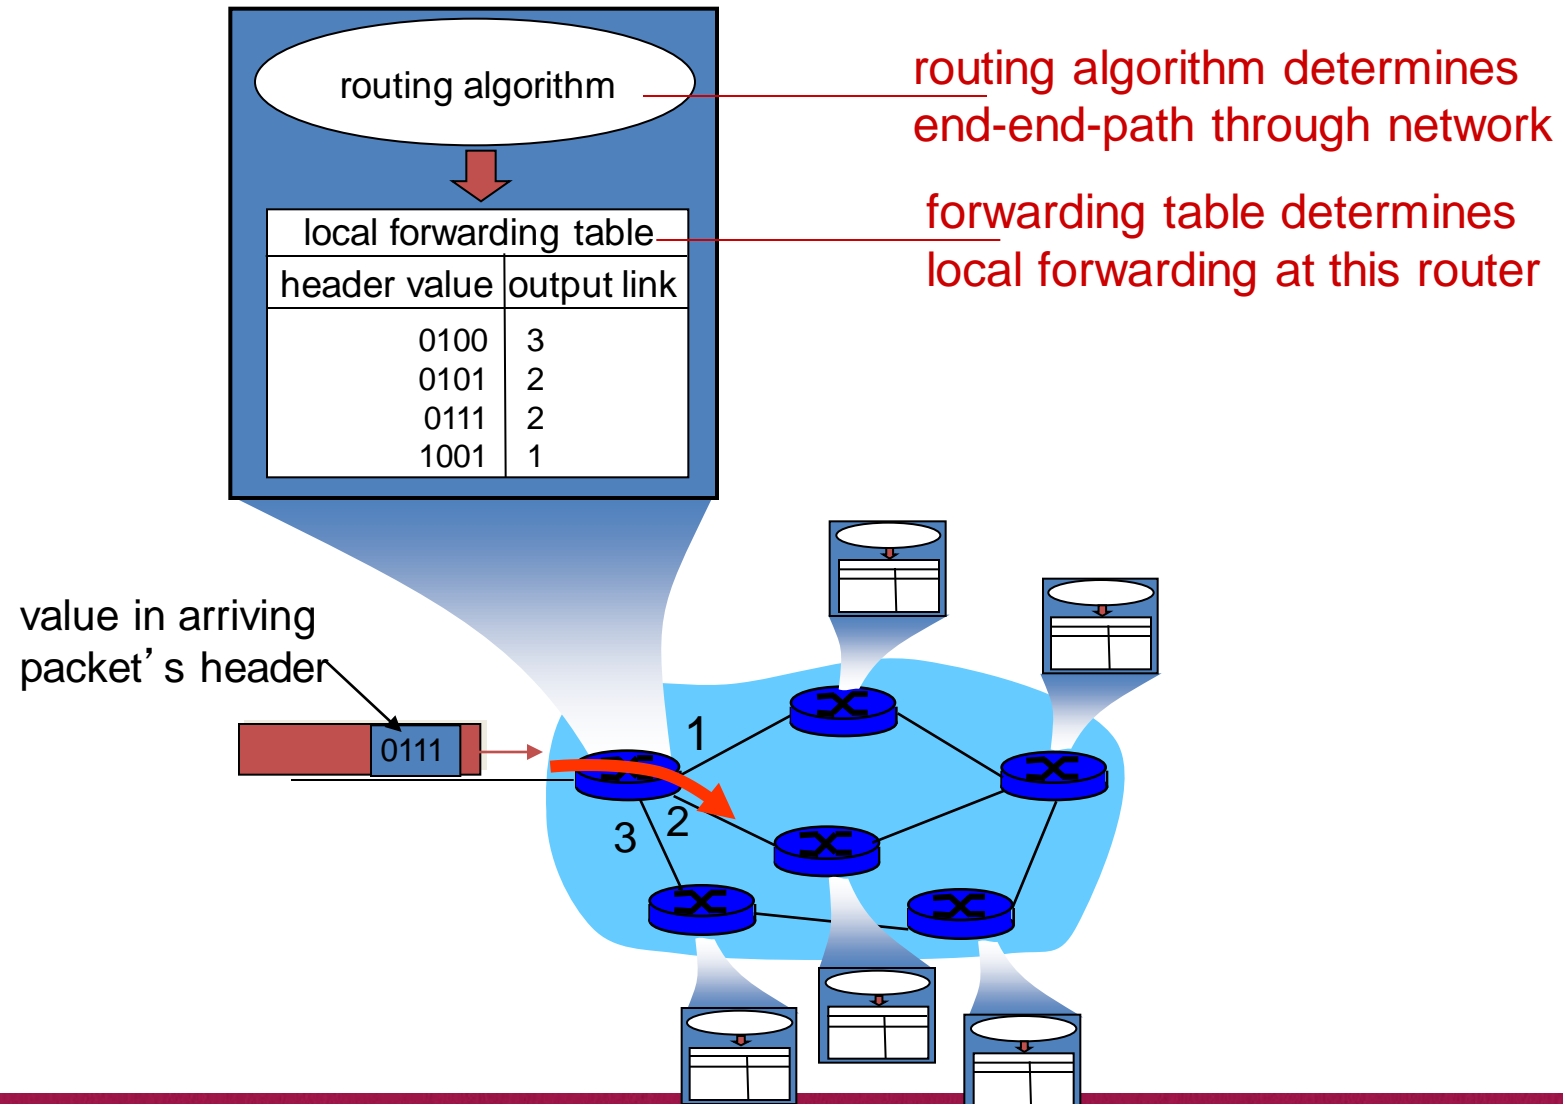 routing algorithm
routing algorithm determines
end-end-path through network
local forwarding table
forwarding table determines
local forwarding at this router
header value output link
0100 3
0101 2
0111 2
1001 1
value in arriving
packet’ s header
0111
1
2
3